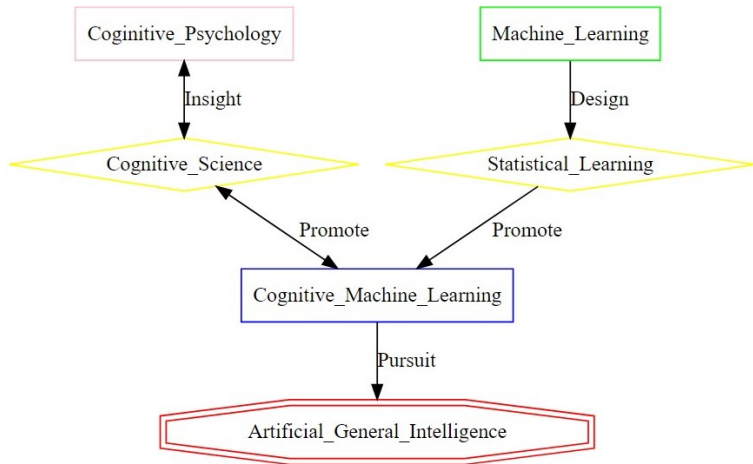 Coginitive_Psychology
Machine_Learning
Insight
Design
Cognitive_Science
Statistical_Learning
Promote
Promote
Cognitive_Machine_Learning
Pursuit
Artificial_General_Intelligence